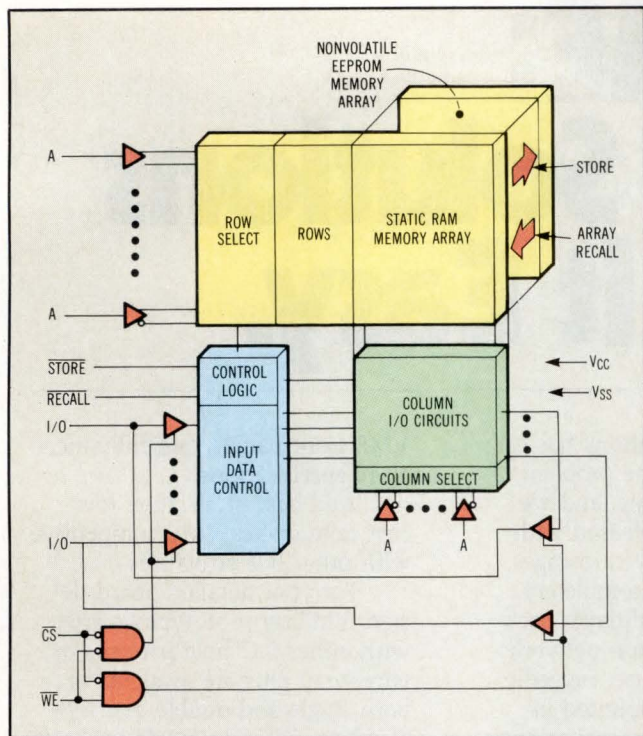 NONVOLATILE
EEPROM
MEMORY
ARRAY
A
STORE
ROW
SELECT
ROWS
STATIC RAM
MEMORY ARRAY
ARRAY
RECALL
A
STORE
RECALL
I/O
CONTROL
LOGIC
INPUT
DATA
CONTROL
COLUMN
I/O CIRCUITS
COLUMN SELECT
VCC
VSS
I/O
A
A
CS
WE